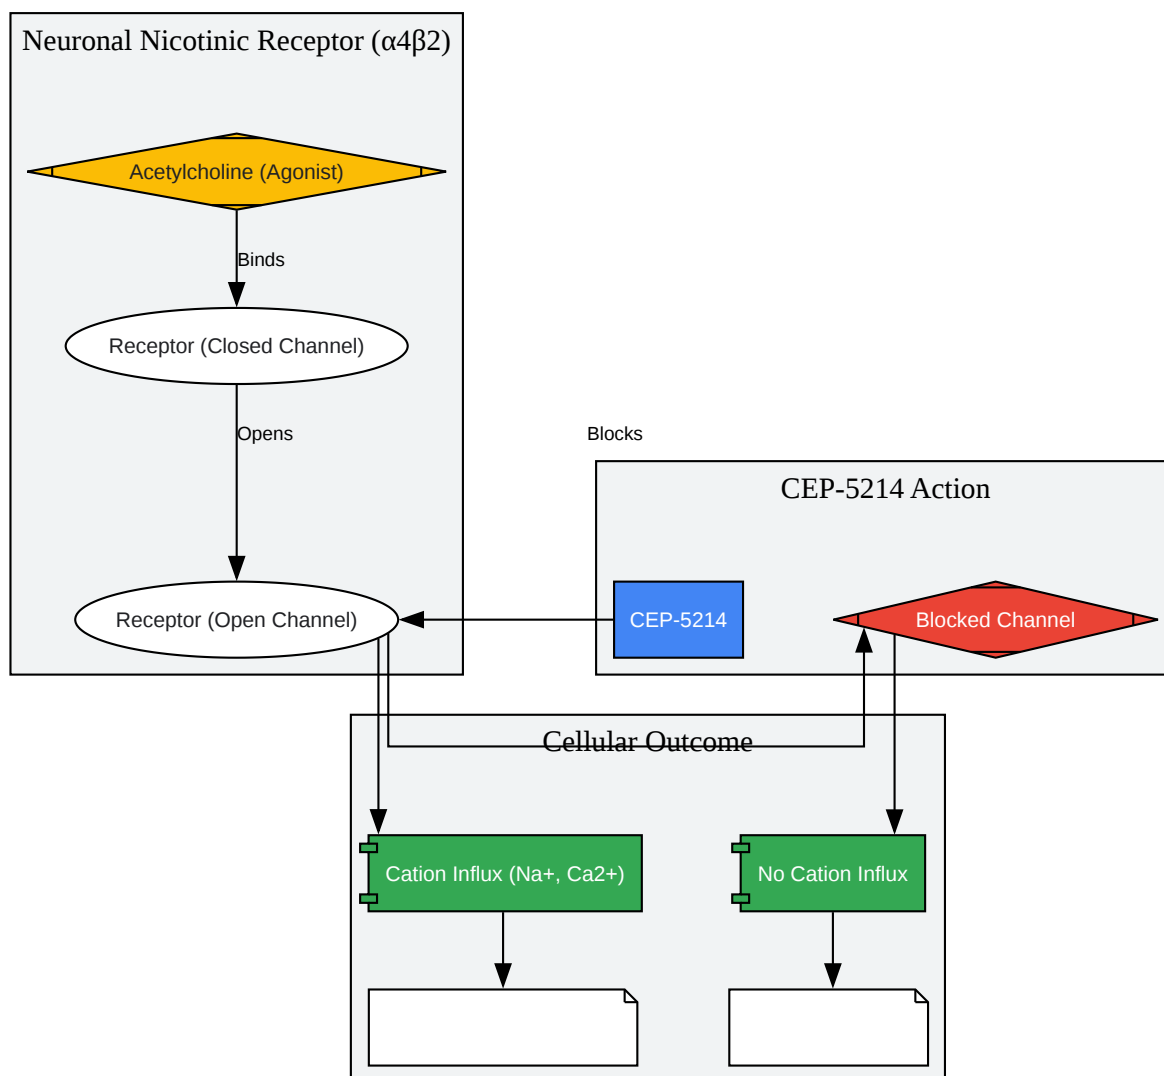 Neuronal Nicotinic Receptor (α4β2)
Acetylcholine (Agonist)
Binds
Receptor (Closed Channel)
Opens
Blocks
CEP-5214 Action
Receptor (Open Channel)
CEP-5214
Blocked Channel
Cellular Outcome
Cation Influx (Na+, Ca2+)
No Cation Influx